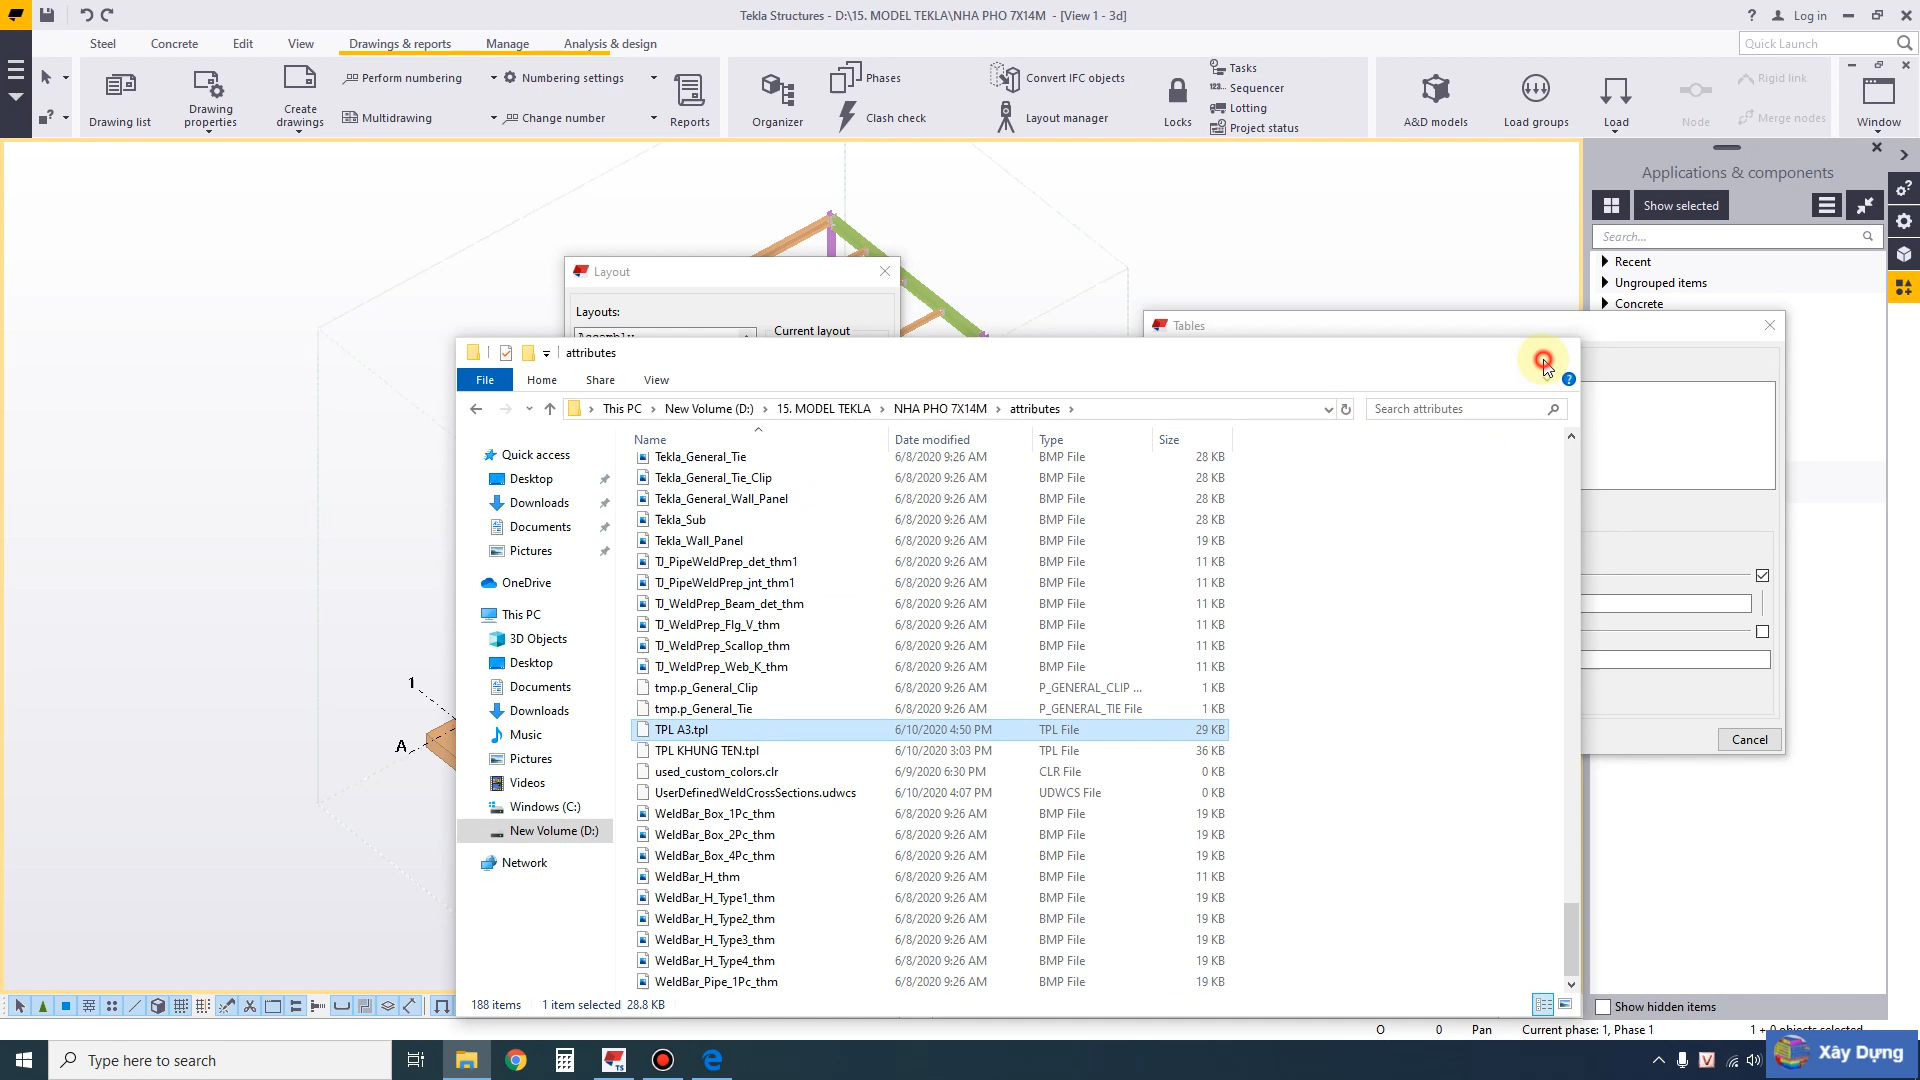 Tekla Structures - D:\15. MODEL TEKLA\NHA PHO 7X14M - [View 1 - 3d]
Log in
Steel Concrete Edit View Drawings & reports Manage Analysis & design
Quick Launch
Drawing list
Drawing properties
Create drawings
Perform numbering
Multidrawing
Numbering settings
Change number
Reports
Organizer
Phases
Clash check
Convert IFC objects
Layout manager
Locks
Tasks
Sequencer
Lotting
Project status
A&D models
Load groups
Load
Node
Rigid link
Merge nodes
Window
Applications & components
Show selected
Search...
Recent
Ungrouped items
Concrete
Layout
Layouts:
Current layout
Tables
Cancel
1
A
attributes
File Home Share View
This PC New Volume (D:) 15. MODEL TEKLA NHA PHO 7X14M attributes
Search attributes
Name Date modified Type Size
Quick access
Desktop
Downloads
Documents
Pictures
OneDrive
This PC
3D Objects
Desktop
Documents
Downloads
Music
Pictures
Videos
Windows (C:)
New Volume (D:)
Network
Tekla_General_Tie 6/8/2020 9:26 AM BMP File 28 KB
Tekla_General_Tie_Clip 6/8/2020 9:26 AM BMP File 28 KB
Tekla_General_Wall_Panel 6/8/2020 9:26 AM BMP File 28 KB
Tekla_Sub 6/8/2020 9:26 AM BMP File 28 KB
Tekla_Wall_Panel 6/8/2020 9:26 AM BMP File 19 KB
TJ_PipeWeldPrep_det_thm1 6/8/2020 9:26 AM BMP File 11 KB
TJ_PipeWeldPrep_jnt_thm1 6/8/2020 9:26 AM BMP File 11 KB
TJ_WeldPrep_Beam_det_thm 6/8/2020 9:26 AM BMP File 11 KB
TJ_WeldPrep_Flg_V_thm 6/8/2020 9:26 AM BMP File 11 KB
TJ_WeldPrep_Scallop_thm 6/8/2020 9:26 AM BMP File 11 KB
TJ_WeldPrep_Web_K_thm 6/8/2020 9:26 AM BMP File 11 KB
tmp.p_General_Clip 6/8/2020 9:26 AM P_GENERAL_CLIP ... 1 KB
tmp.p_General_Tie 6/8/2020 9:26 AM P_GENERAL_TIE File 1 KB
TPL A3.tpl 6/10/2020 4:50 PM TPL File 29 KB
TPL KHUNG TEN.tpl 6/10/2020 3:03 PM TPL File 36 KB
used_custom_colors.clr 6/9/2020 6:30 PM CLR File 0 KB
UserDefinedWeldCrossSections.udwcs 6/10/2020 4:07 PM UDWCS File 0 KB
WeldBar_Box_1Pc_thm 6/8/2020 9:26 AM BMP File 19 KB
WeldBar_Box_2Pc_thm 6/8/2020 9:26 AM BMP File 19 KB
WeldBar_Box_4Pc_thm 6/8/2020 9:26 AM BMP File 19 KB
WeldBar_H_thm 6/8/2020 9:26 AM BMP File 11 KB
WeldBar_H_Type1_thm 6/8/2020 9:26 AM BMP File 19 KB
WeldBar_H_Type2_thm 6/8/2020 9:26 AM BMP File 19 KB
WeldBar_H_Type3_thm 6/8/2020 9:26 AM BMP File 19 KB
WeldBar_H_Type4_thm 6/8/2020 9:26 AM BMP File 19 KB
WeldBar_Pipe_1Pc_thm 6/8/2020 9:26 AM BMP File 19 KB
188 items 1 item selected 28.8 KB
Show hidden items
O 0 Pan Current phase: 1, Phase 1
Type here to search
Xây Dựng